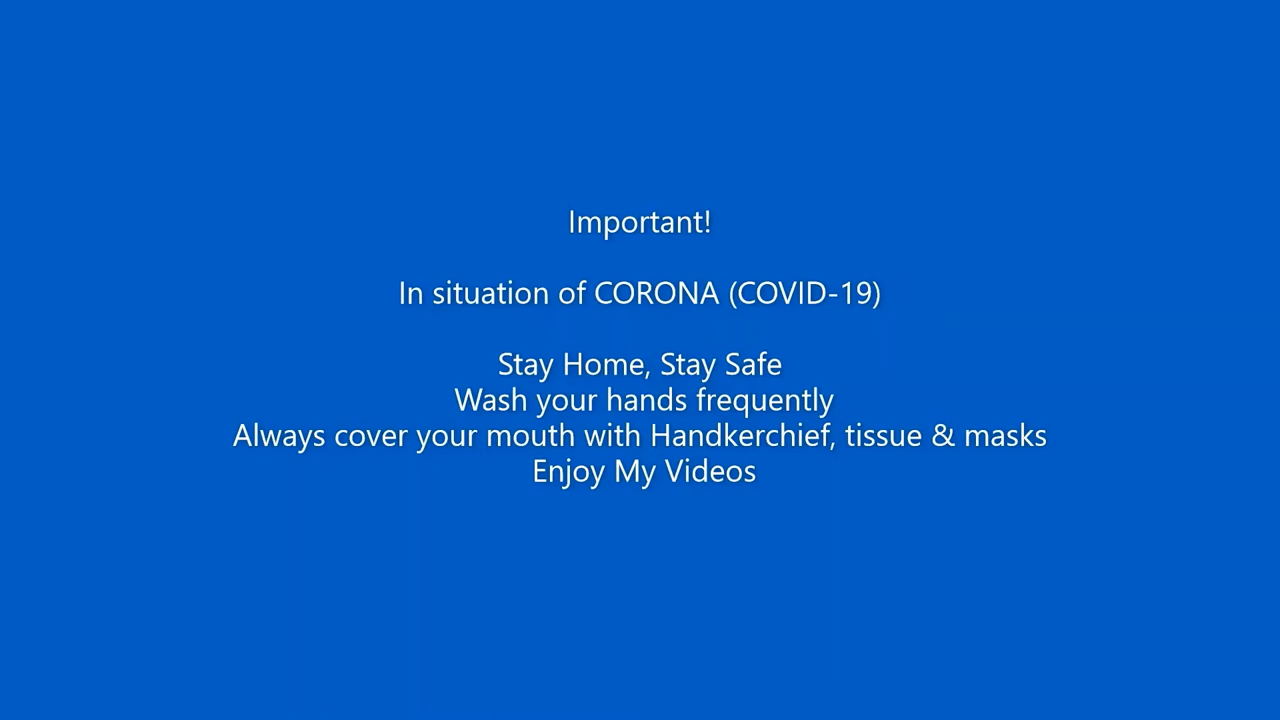 Important!
In situation of CORONA (COVID-19)
Stay Home, Stay Safe
Wash your hands frequently
Always cover your mouth with Handkerchief, tissue & masks
Enjoy My Videos